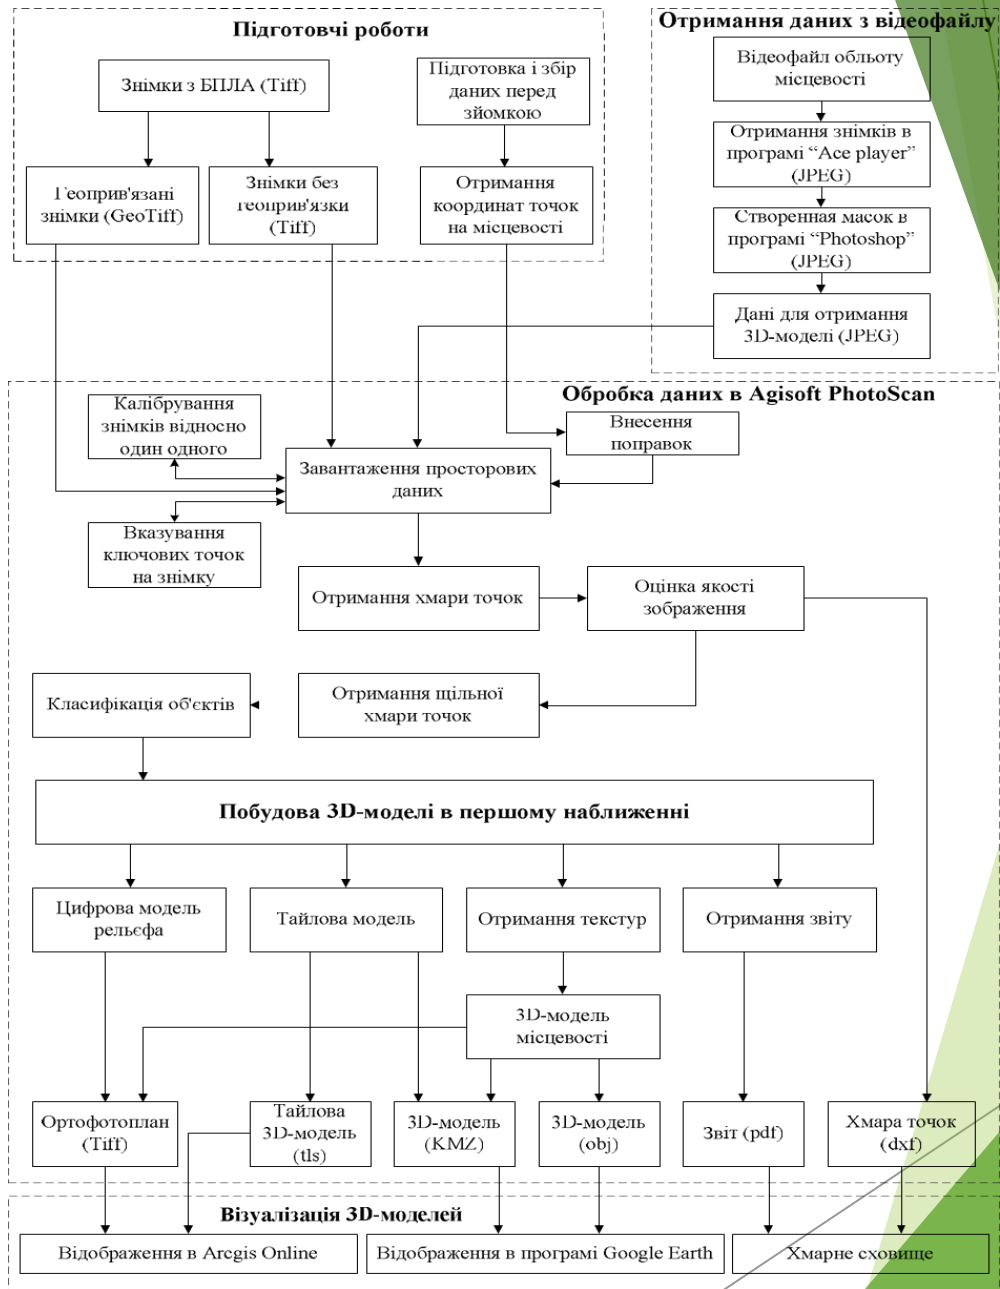 Підготовчі роботи
Знімки з БПЛА (Tiff)
Підготовка і збір
даних перед
зйомкою
Геоприв'язані
знімки (GeoTiff)
Знімки без
геоприв'язки
(Tiff)
Отримання
координат точок
на місцевості
Отримання даних з відеофайлу
Відеофайл обльоту
місцевості
Отримання знімків в
програмі “Ace player”
(JPEG)
Створенная масок в
програмі “Photoshop”
(JPEG)
Дані для отримання
3D-моделі (JPEG)
Обробка даних в Agisoft PhotoScan
Калібрування
знімків відносно
один одного
Внесення
поправок
Завантаження просторових
даних
Вказування
ключових точок
на знімку
Отримання хмари точок
Оцінка якості
зображення
Класифікація об'єктів
Отримання щільної
хмари точок
Побудова 3D-моделі в першому наближенні
Цифрова модель
рельєфа
Тайлова модель
Отримання текстур
Отримання звіту
3D-модель
місцевості
Ортофотоплан
(Tiff)
Тайлова
3D-модель
(tls)
3D-модель
(KMZ)
3D-модель
(obj)
Звіт (pdf)
Хмара точок
(dxf)
Візуалізація 3D-моделей
Відображення в Arcgis Online
Відображення в програмі Google Earth
Хмарне сховище